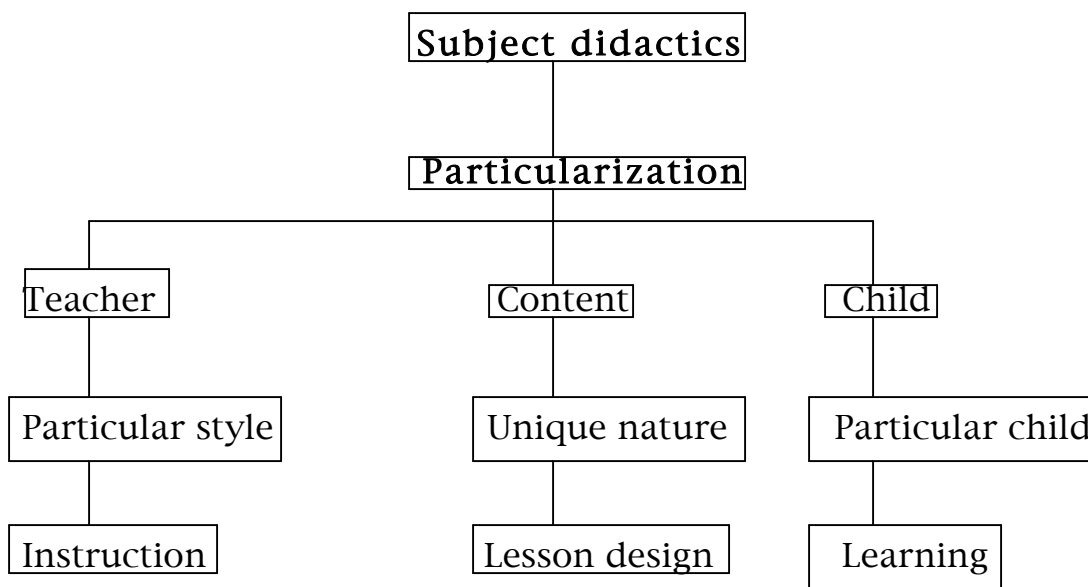 Subject didactics
Particularization
Teacher
Content
Child
Particular style
Unique nature
Particular child
Instruction
Lesson design
Learning